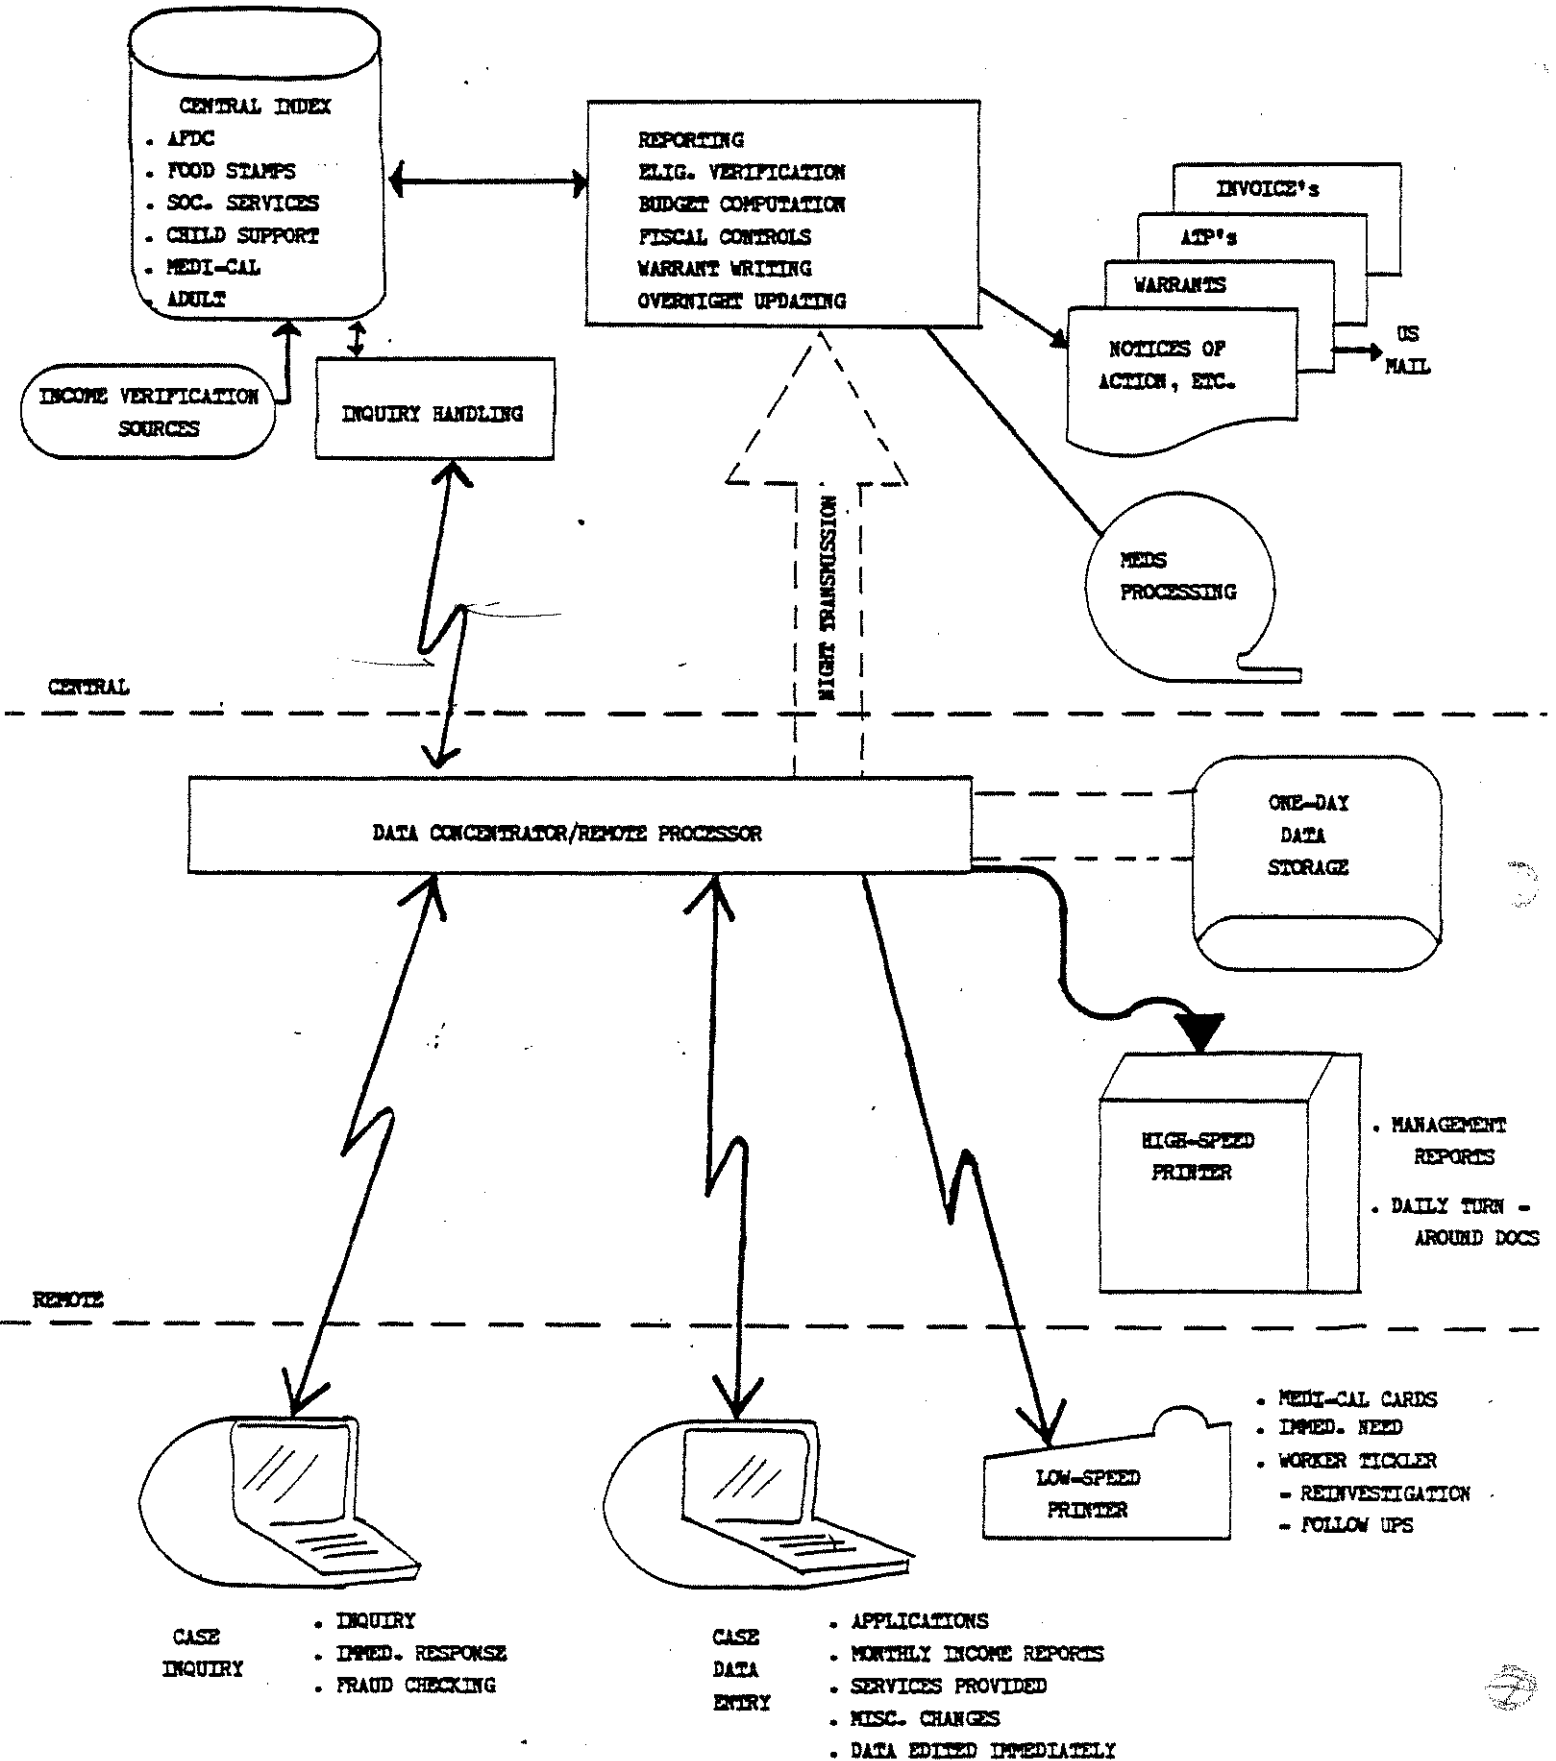 CENTRAL INDEX
. AFDC
. FOOD STAMPS
. SOC. SERVICES
. CHILD SUPPORT
. MEDI-CAL
. ADULT
REPORTING
ELIG. VERIFICATION
BUDGET COMPUTATION
FISCAL CONTROLS
WARRANT WRITING
OVERNIGHT UPDATING
INVOICE's
ATP's
WARRANTS
NOTICES OF
ACTION, ETC.
US
MAIL
INCOME VERIFICATION
SOURCES
INQUIRY HANDLING
NIGHT TRANSMISSION
MEDS
PROCESSING
CENTRAL
DATA CONCENTRATOR/REMOTE PROCESSOR
ONE-DAY
DATA
STORAGE
HIGH-SPEED
PRINTER
. MANAGEMENT
REPORTS
. DAILY TURN -
AROUND DOCS
REMOTE
LOW-SPEED
PRINTER
. MEDI-CAL CARDS
. IMMED. NEED
. WORKER TICKLER
- REINVESTIGATION
- FOLLOW UPS
CASE
INQUIRY
. INQUIRY
. IMMED. RESPONSE
. FRAUD CHECKING
CASE
DATA
ENTRY
. APPLICATIONS
. MONTHLY INCOME REPORTS
. SERVICES PROVIDED
. MISC. CHANGES
. DATA EDITED IMMEDIATELY